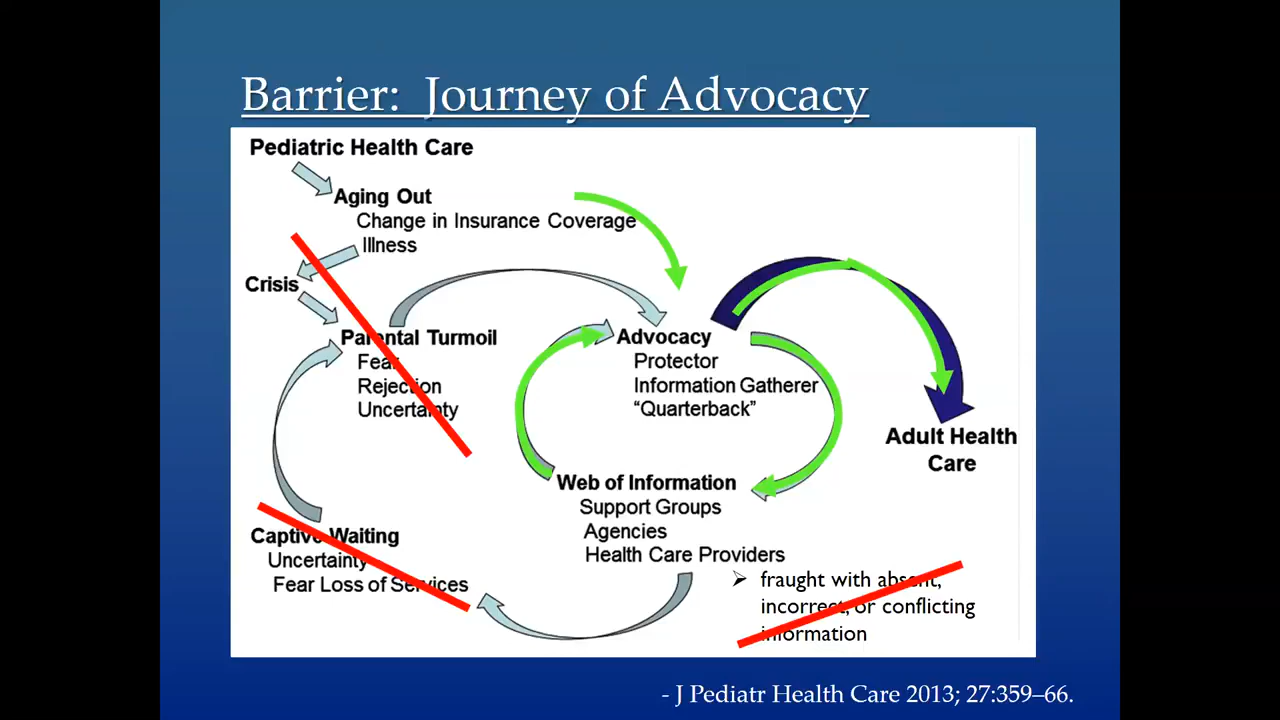 Barrier: Journey of Advocacy
Pediatric Health Care
Aging Out
Change in Insurance Coverage
Illness
Crisis
Parental Turmoil
Fear
Rejection
Uncertainty
Advocacy
Protector
Information Gatherer
“Quarterback”
Adult Health
Care
Web of Information
Support Groups
Agencies
Health Care Providers
Captive Waiting
Uncertainty
Fear Loss of Services
➢ fraught with absent,
incorrect, or conflicting
information
- J Pediatr Health Care 2013; 27:359–66.